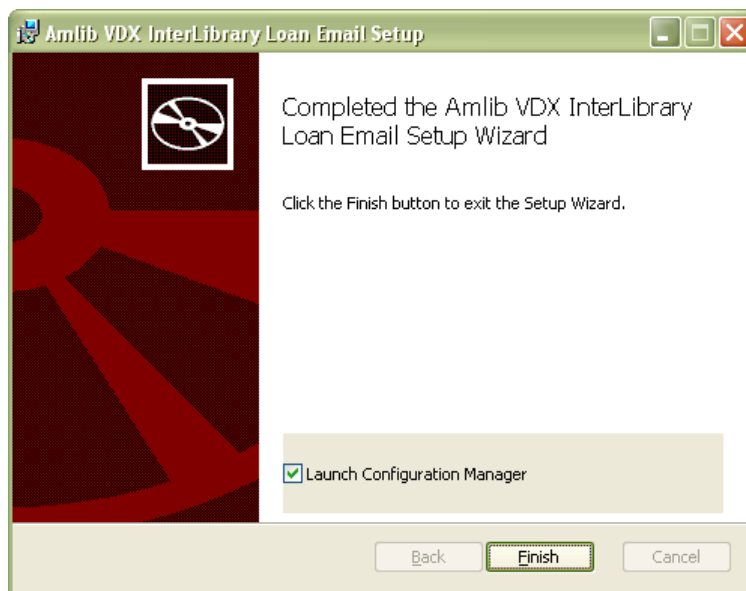 Amlib VDX InterLibrary Loan Email Setup
Completed the Amlib VDX InterLibrary
Loan Email Setup Wizard
Click the Finish button to exit the Setup Wizard.
Launch Configuration Manager
Back
Finish
Cancel